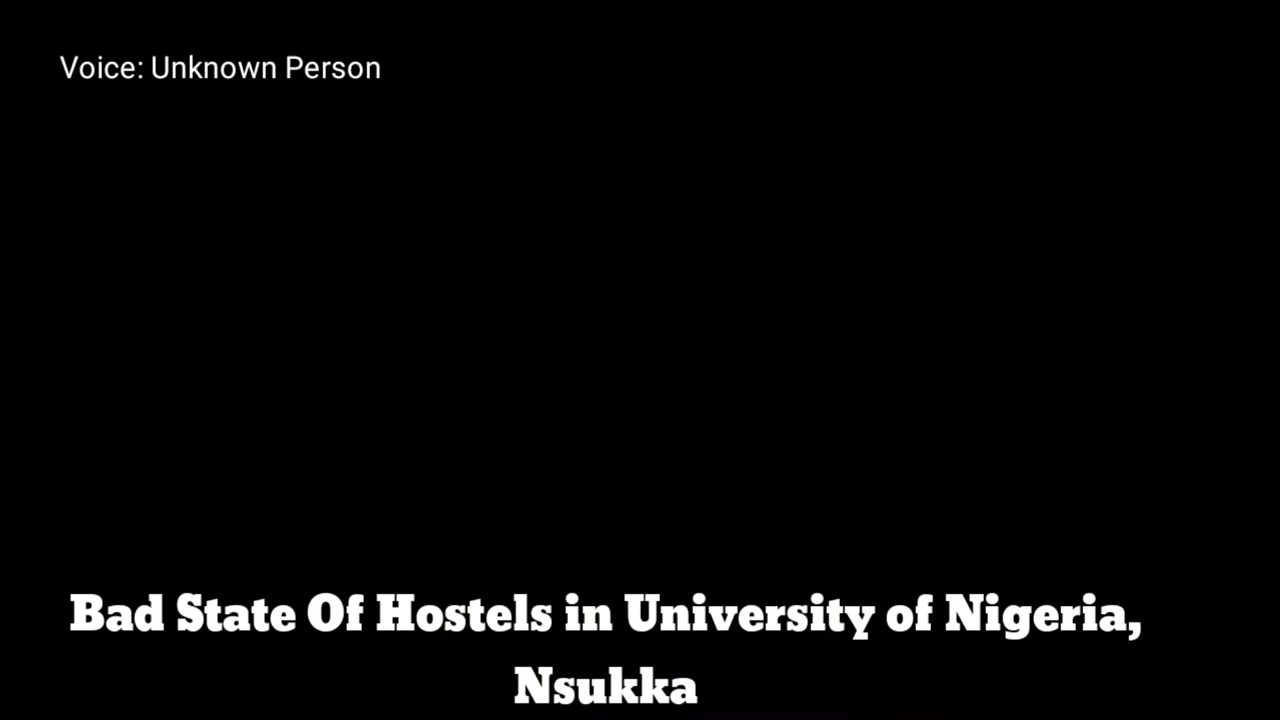 Voice: Unknown Person
Bad State Of Hostels in University of Nigeria,
Nsukka